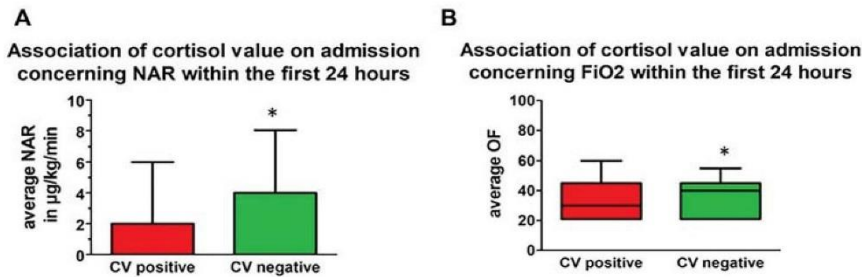 A
Association of cortisol value on admission
concerning NAR within the first 24 hours
average NAR
in µg/kg/min
10
8
6
4
2
0
*
CV positive
CV negative
B
Association of cortisol value on admission
concerning FiO2 within the first 24 hours
average OF
100
80
60
40
20
0
*
CV positive
CV negative